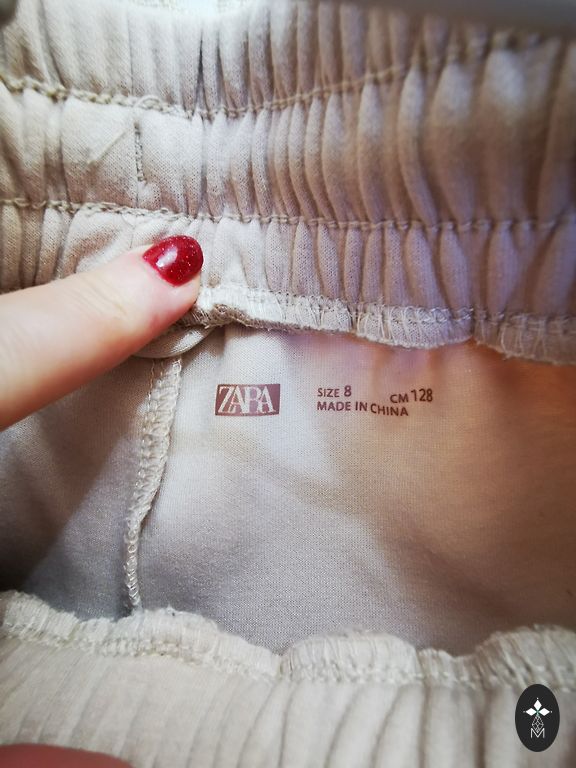 ZARA
SIZE 8 CM 128
MADE IN CHINA
M